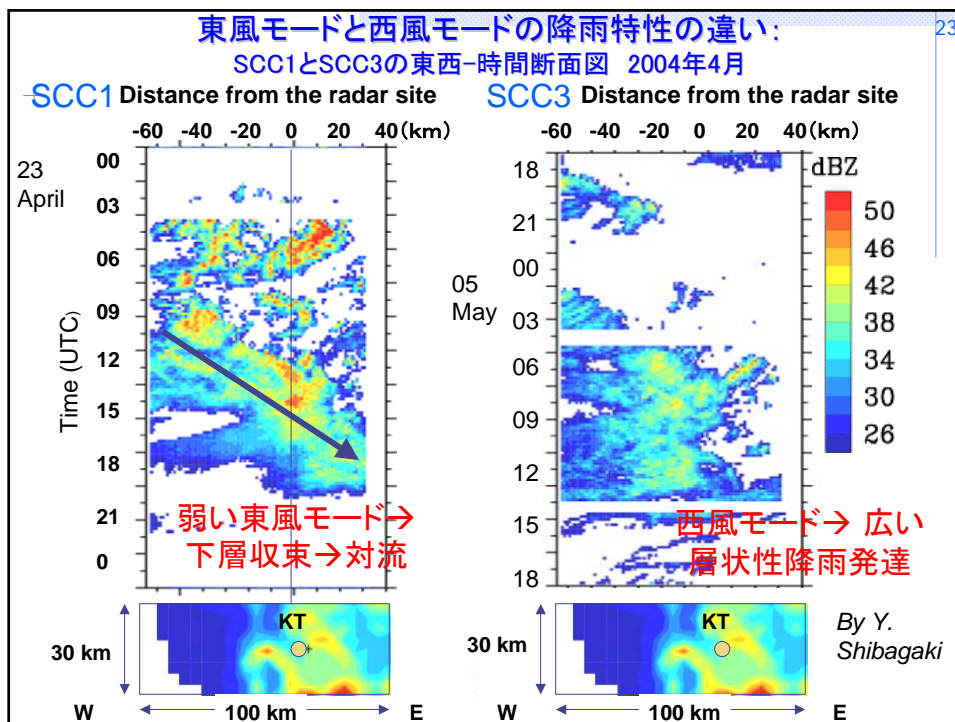 東風モードと西風モードの降雨特性の違い:
23
SCC1とSCC3の東西-時間断面図 2004年4月
SCC1 Distance from the radar site
-60 -40 -20 0 20 40(km)
23
April
Time (UTC)
00
03
06
09
12
15
18
21
0
弱い東風モード→
下層収束→対流
SCC3 Distance from the radar site
-60 -40 -20 0 20 40(km)
05
May
18
21
00
03
06
09
12
15
18
西風モード→ 広い
層状性降雨発達
dBZ
50
46
42
38
34
30
26
30 km
KT
W 100 km E
30 km
KT
W 100 km E
By Y.
Shibagaki